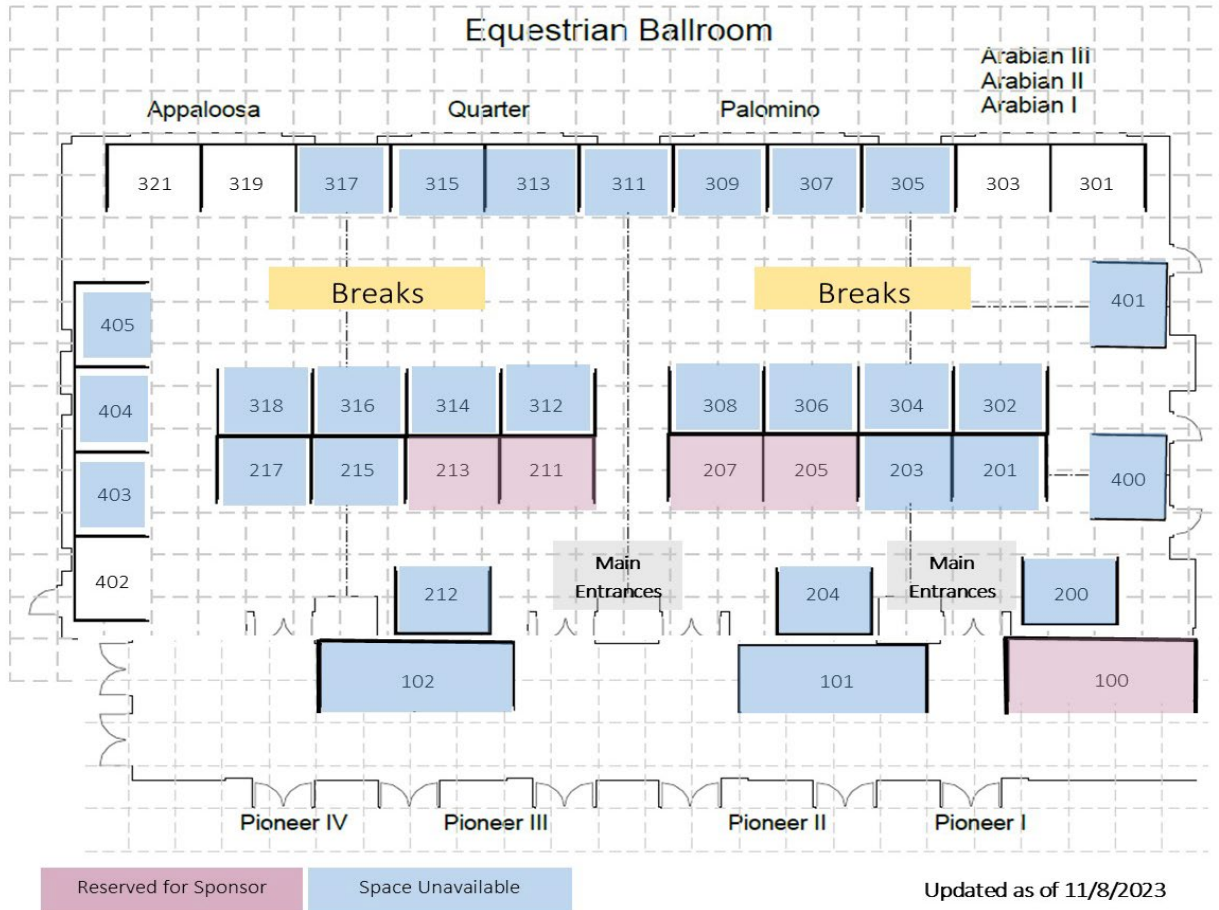 Equestrian Ballroom
Arabian III
Arabian II
Arabian I
Appaloosa
Quarter
Palomino
321
319
317
315
313
311
309
307
305
303
301
Breaks
Breaks
401
405
404
318
316
314
312
308
306
304
302
217
215
213
211
207
205
203
201
400
403
402
Main
Entrances
Main
Entrances
212
204
200
102
101
100
Pioneer IV
Pioneer III
Pioneer II
Pioneer I
Reserved for Sponsor
Space Unavailable
Updated as of 11/8/2023